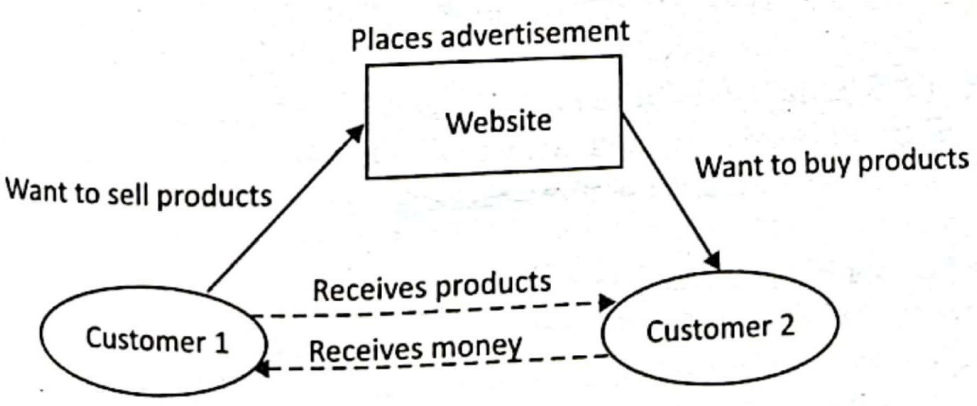 Places advertisement
Website
Want to buy products
Want to sell products
Receives products
Customer 1
Customer 2
Receives money